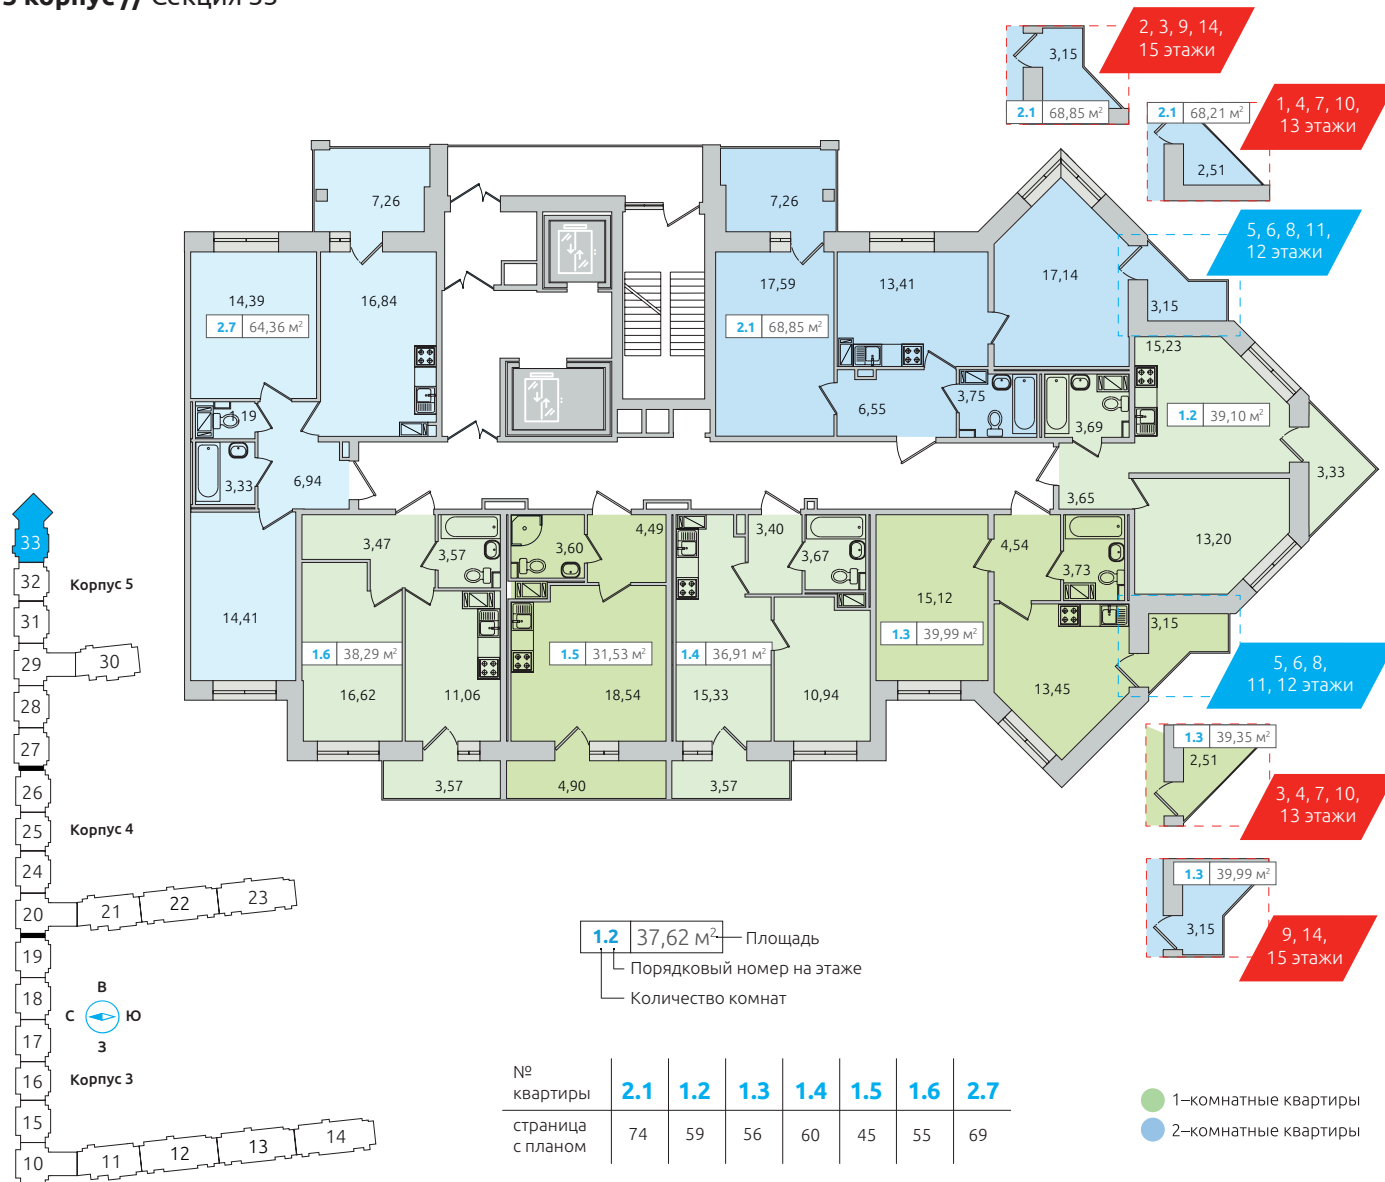 5 корпус // Секция 33
2, 3, 9, 14,
15 этажи
3,15
2.1 68,85 м²
1, 4, 7, 10,
13 этажи
2.1 68,21 м²
2,51
5, 6, 8, 11,
12 этажи
7,26
7,26
14,39
2.7 64,36 м²
16,84
17,59
2.1 68,85 м²
13,41
17,14
3,15
15,23
1.2 39,10 м²
1,19
3,33
6,94
6,55
3,75
3,69
3,65
3,33
13,20
14,41
3,47
3,57
3,60
4,49
3,40
3,67
4,54
3,73
15,12
1.6 38,29 м²
1.5 31,53 м²
1.4 36,91 м²
1.3 39,99 м²
16,62
11,06
18,54
15,33
10,94
13,45
3,15
3,57
4,90
3,57
5, 6, 8,
11, 12 этажи
1.3 39,35 м²
2,51
3, 4, 7, 10,
13 этажи
1.3 39,99 м²
3,15
9, 14,
15 этажи
33
32
Корпус 5
31
29
30
28
27
26
25
Корпус 4
24
20
21
22
23
19
18
17
16
Корпус 3
15
10
11
12
13
14
В
С
Ю
З
1.2 37,62 м² Площадь
Порядковый номер на этаже
Количество комнат
№
квартиры 2.1 1.2 1.3 1.4 1.5 1.6 2.7
страница
с планом 74 59 56 60 45 55 69
1–комнатные квартиры
2–комнатные квартиры